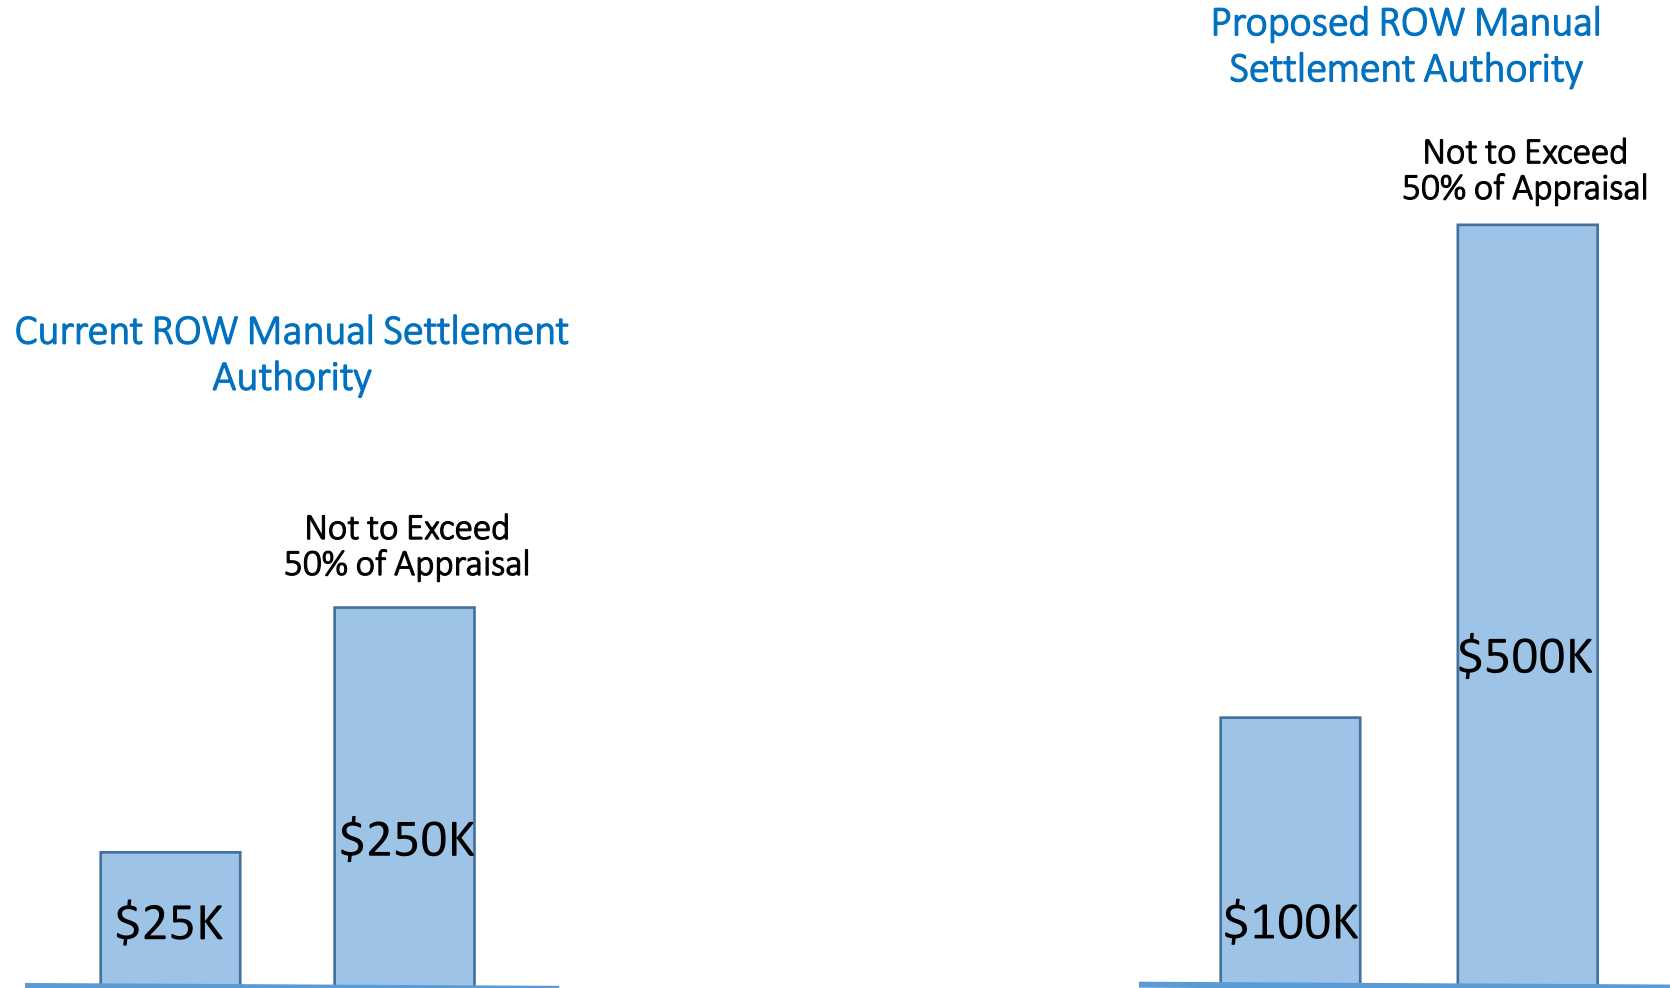 Current ROW Manual Settlement
Authority
Not to Exceed
50% of Appraisal
$25K
$250K
Proposed ROW Manual
Settlement Authority
Not to Exceed
50% of Appraisal
$100K
$500K